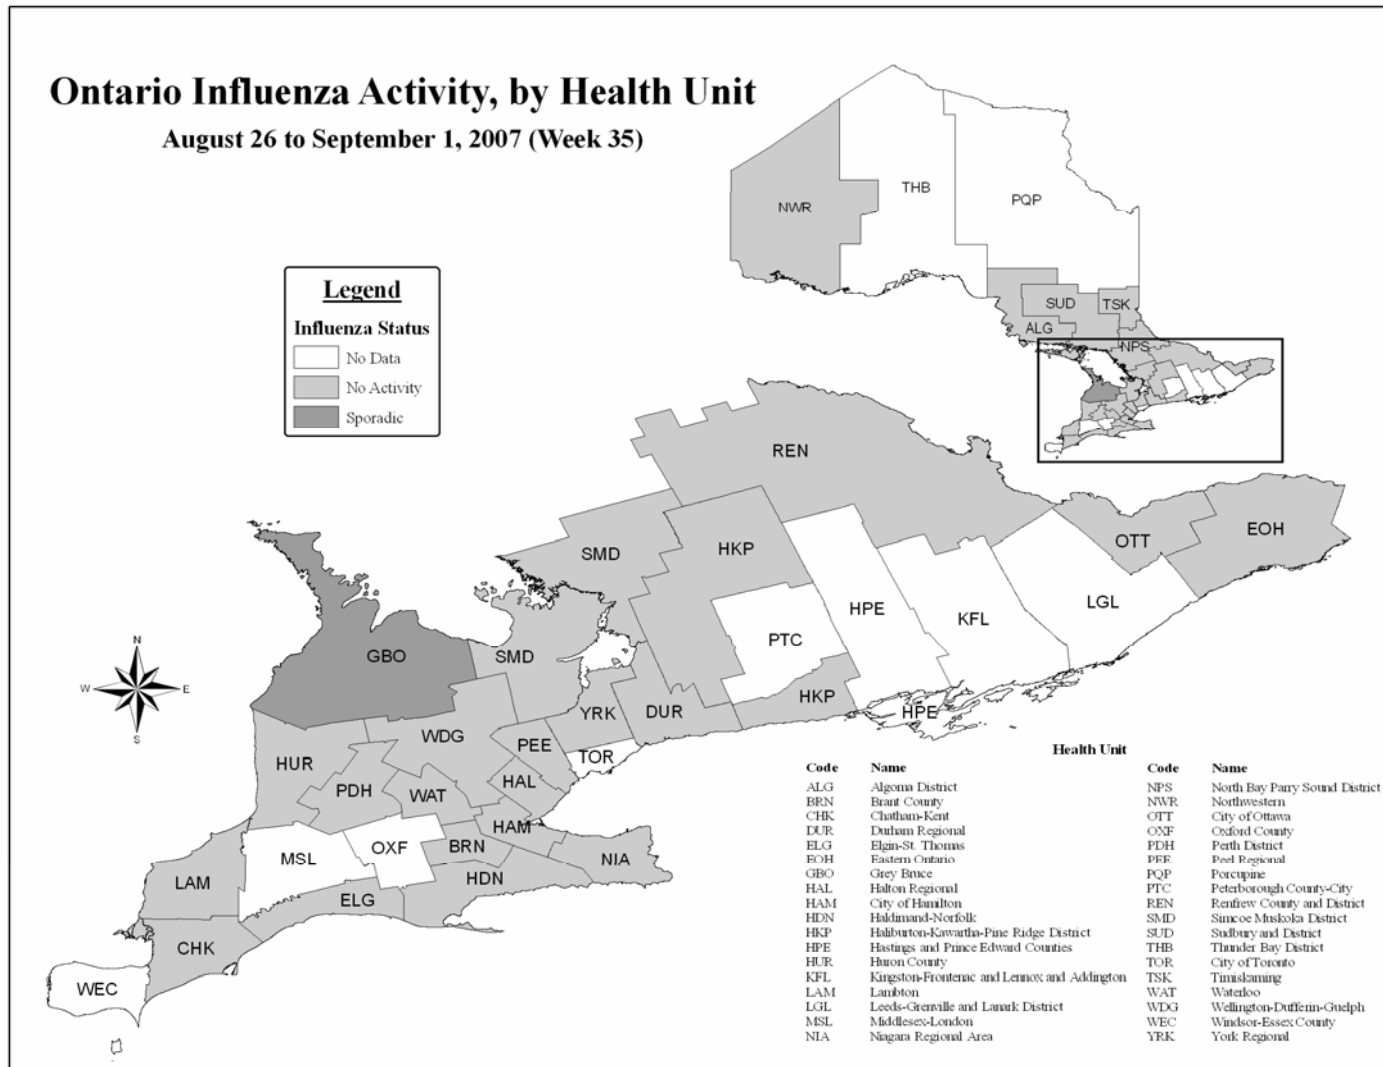 Ontario Influenza Activity, by Health Unit
August 26 to September 1, 2007 (Week 35)
THB
PQP
NWR
Legend
Influenza Status
No Data
No Activity
Sporadic
SUD
TSK
ALG
NPS
REN
OTT
EOH
SMD
HKP
HPE
KFL
LGL
PTC
N
W
E
S
GBO
SMD
HKP
YRK
DUR
HPE
WDG
PEE
TOR
HUR
PDH
WAT
HAL
HAM
MSL
OXF
BRN
NIA
LAM
HDN
ELG
CHK
WEC
Health Unit
Code Name Code Name
ALG Algoma District NPS North Bay Parry Sound District
BRN Brant County NWR Northwestern
CHK Chatham-Kent OTT City of Ottawa
DUR Durham Regional OXF Oxford County
ELG Elgin-St. Thomas PDH Perth District
EOH Eastern Ontario PEE Peel Regional
GBO Grey Bruce PQP Porcupine
HAL Halton Regional PTC Peterborough County-City
HAM City of Hamilton REN Renfrew County and District
HDN Haldimand-Norfolk SMD Simcoe Muskoka District
HKP Haliburton-Kawartha-Pine Ridge District SUD Sudbury and District
HPE Hastings and Prince Edward Counties THB Thunder Bay District
HUR Huron County TOR City of Toronto
KFL Kingston-Frontenac and Lennox and Addington TSK Timiskaming
LAM Lambton WAT Waterloo
LGL Leeds-Grenville and Lanark District WDG Wellington-Dufferin-Guelph
MSL Middlesex-London WEC Windsor-Essex County
NIA Niagara Regional Area YRK York Regional